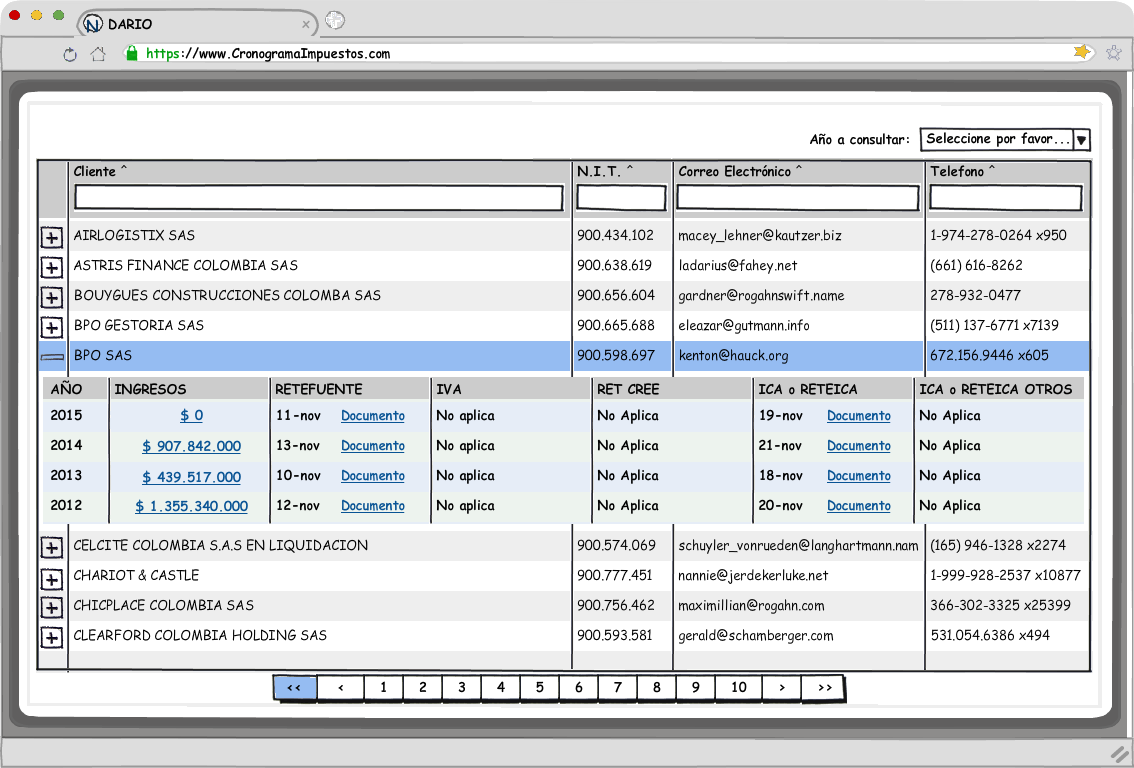 DARIO ×
https://www.CronogramaImpuestos.com
Año a consultar: Seleccione por favor...
Cliente ^ N.I.T. ^ Correo Electrónico ^ Telefono ^
AIRLOGISTIX SAS 900.434.102 macey_lehner@kautzer.biz 1-974-278-0264 x950
ASTRIS FINANCE COLOMBIA SAS 900.638.619 ladarius@fahey.net (661) 616-8262
BOUYGUES CONSTRUCCIONES COLOMBA SAS 900.656.604 gardner@rogahnswift.name 278-932-0477
BPO GESTORIA SAS 900.665.688 eleazar@gutmann.info (511) 137-6771 x7139
BPO SAS 900.598.697 kenton@hauck.org 672.156.9446 x605
AÑO INGRESOS RETEFUENTE IVA RET CREE ICA o RETEICA ICA o RETEICA OTROS
2015 $ 0 11-nov Documento No aplica No Aplica 19-nov Documento No Aplica
2014 $ 907.842.000 13-nov Documento No aplica No Aplica 21-nov Documento No Aplica
2013 $ 439.517.000 10-nov Documento No aplica No Aplica 18-nov Documento No Aplica
2012 $ 1.355.340.000 12-nov Documento No aplica No Aplica 20-nov Documento No Aplica
CELCITE COLOMBIA S.A.S EN LIQUIDACION 900.574.069 schuyler_vonrueden@langhartmann.nam (165) 946-1328 x2274
CHARIOT & CASTLE 900.777.451 nannie@jerdekerluke.net 1-999-928-2537 x10877
CHICPLACE COLOMBIA SAS 900.756.462 maximillian@rogahn.com 366-302-3325 x25399
CLEARFORD COLOMBIA HOLDING SAS 900.593.581 gerald@schamberger.com 531.054.6386 x494
<< < 1 2 3 4 5 6 7 8 9 10 > >>